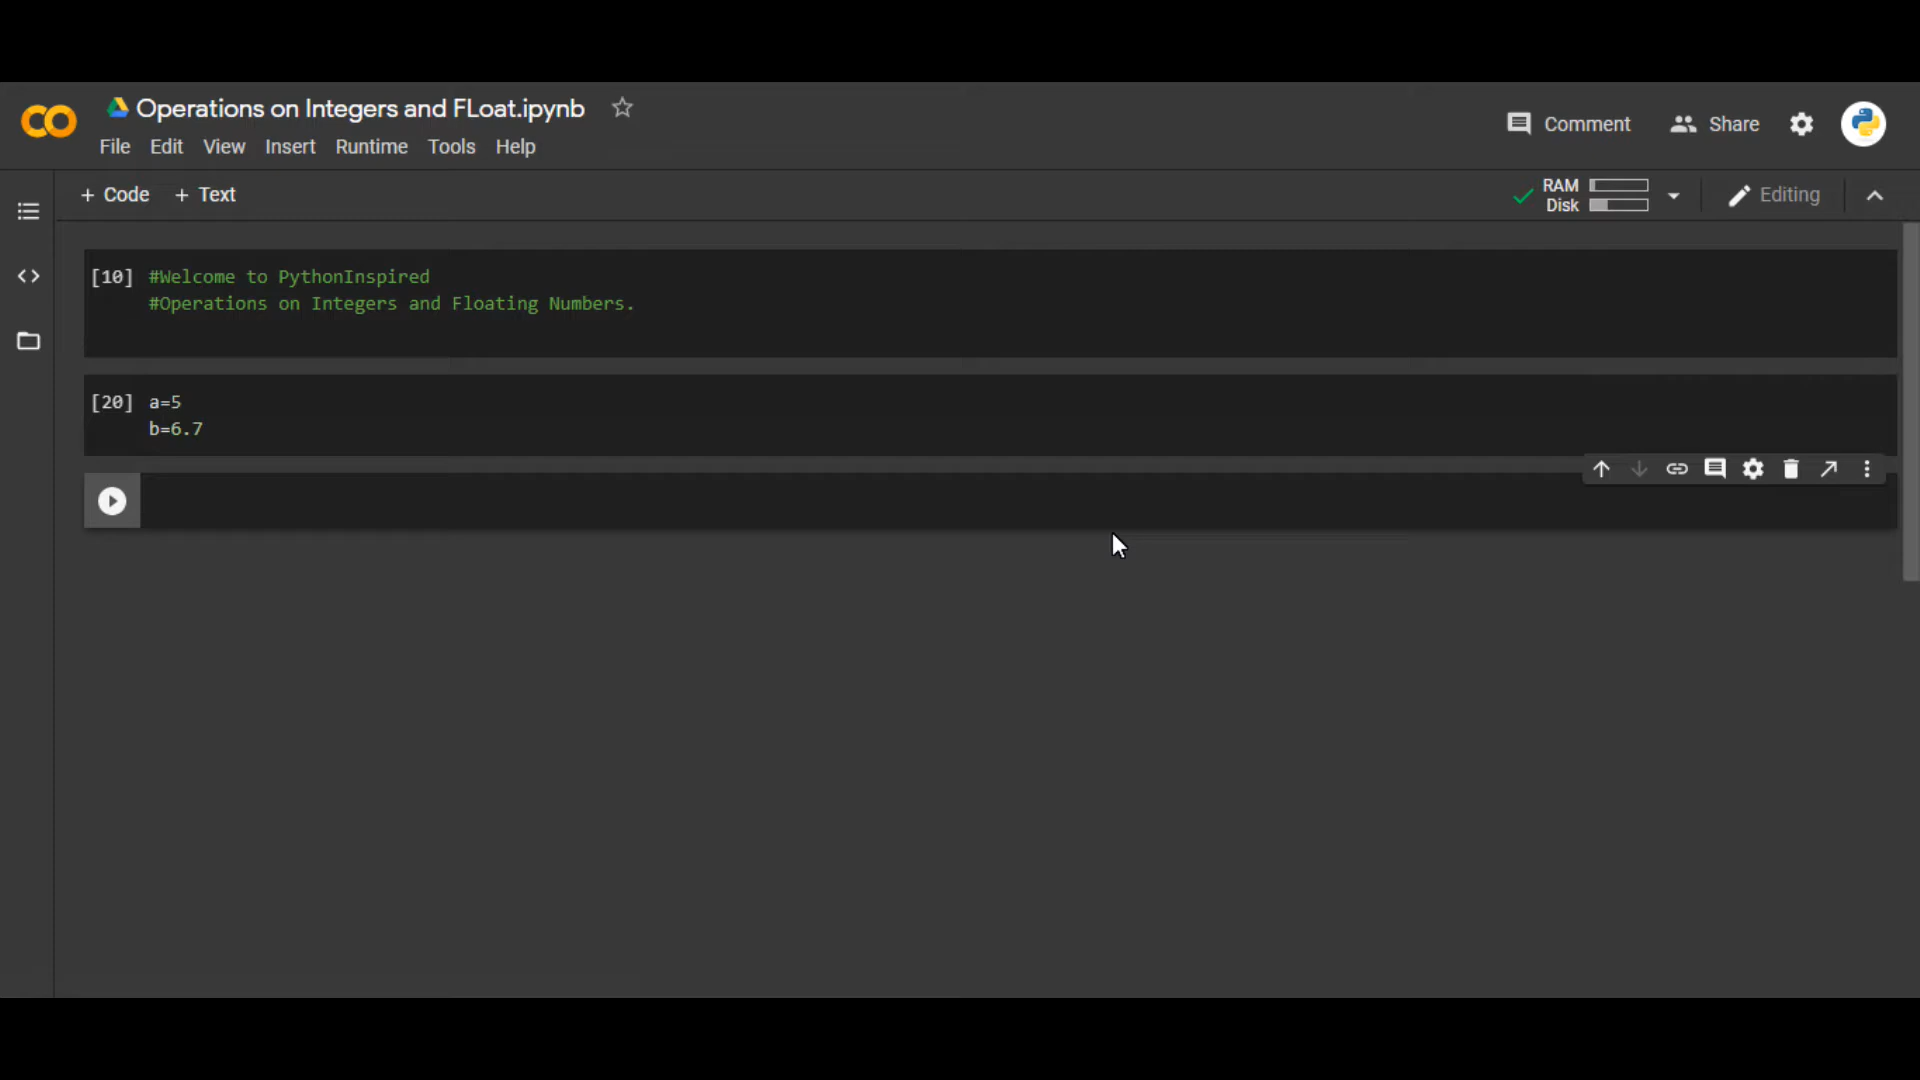 Operations on Integers and FLoat.ipynb
File Edit View Insert Runtime Tools Help
Comment Share
+ Code + Text
RAM
Disk
Editing
[10] #Welcome to PythonInspired
#Operations on Integers and Floating Numbers.
[20] a=5
b=6.7